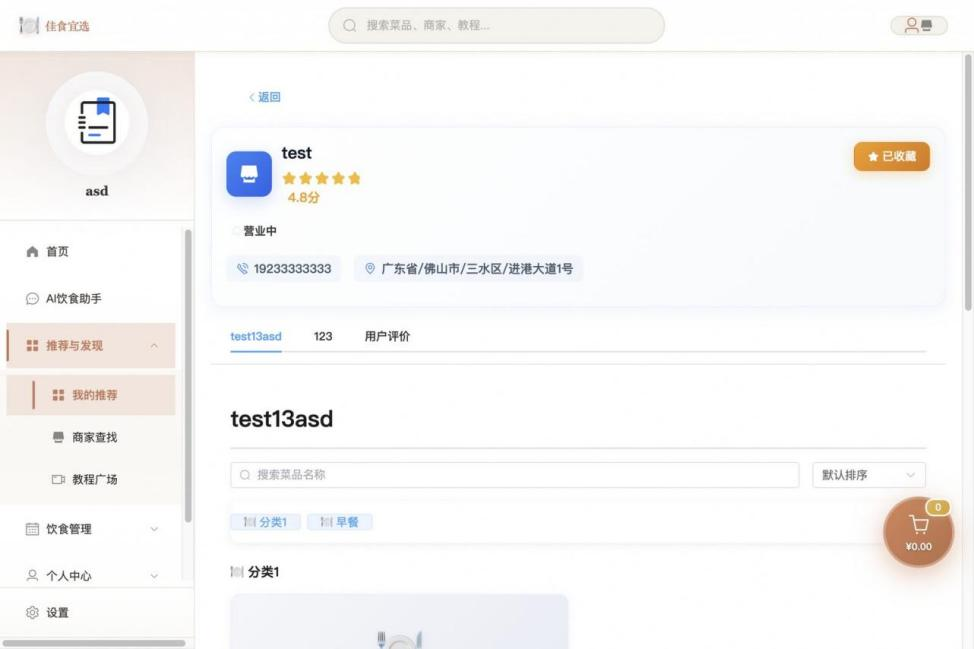 佳食宜选
搜索菜品、商家、教程...
asd
首页
AI饮食助手
推荐与发现
我的推荐
商家查找
教程广场
饮食管理
个人中心
设置
返回
test
4.8分
已收藏
营业中
19233333333
广东省/佛山市/三水区/进港大道1号
test13asd
123
用户评价
test13asd
搜索菜品名称
默认排序
分类1
早餐
0
¥0.00
分类1